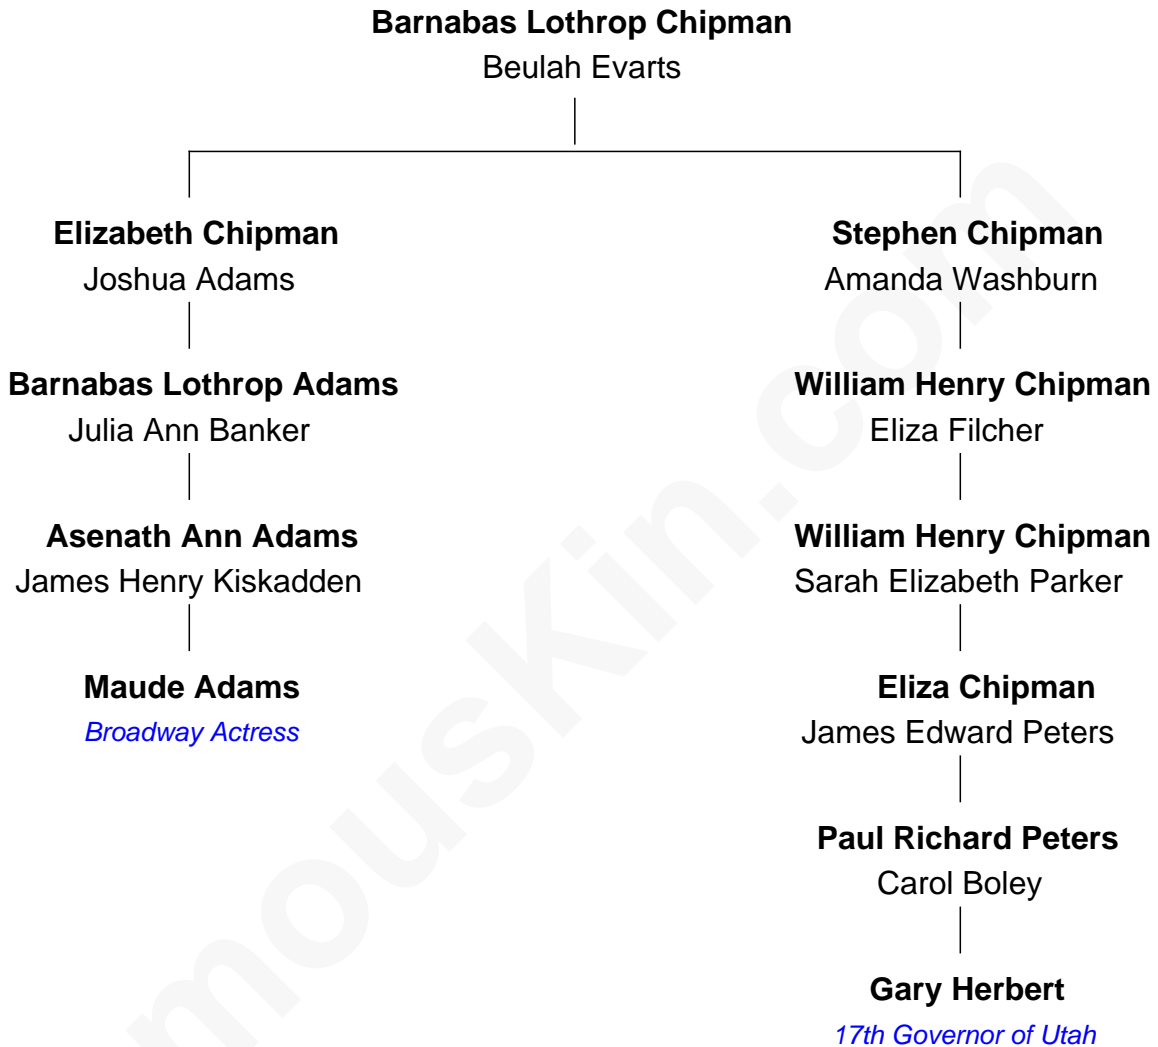 Barnabas Lothrop Chipman
Beulah Evarts
Elizabeth Chipman
Joshua Adams
Barnabas Lothrop Adams
Julia Ann Banker
Asenath Ann Adams
James Henry Kiskadden
Maude Adams
Broadway Actress
Stephen Chipman
Amanda Washburn
William Henry Chipman
Eliza Filcher
William Henry Chipman
Sarah Elizabeth Parker
Eliza Chipman
James Edward Peters
Paul Richard Peters
Carol Boley
Gary Herbert
17th Governor of Utah
mousKin.com